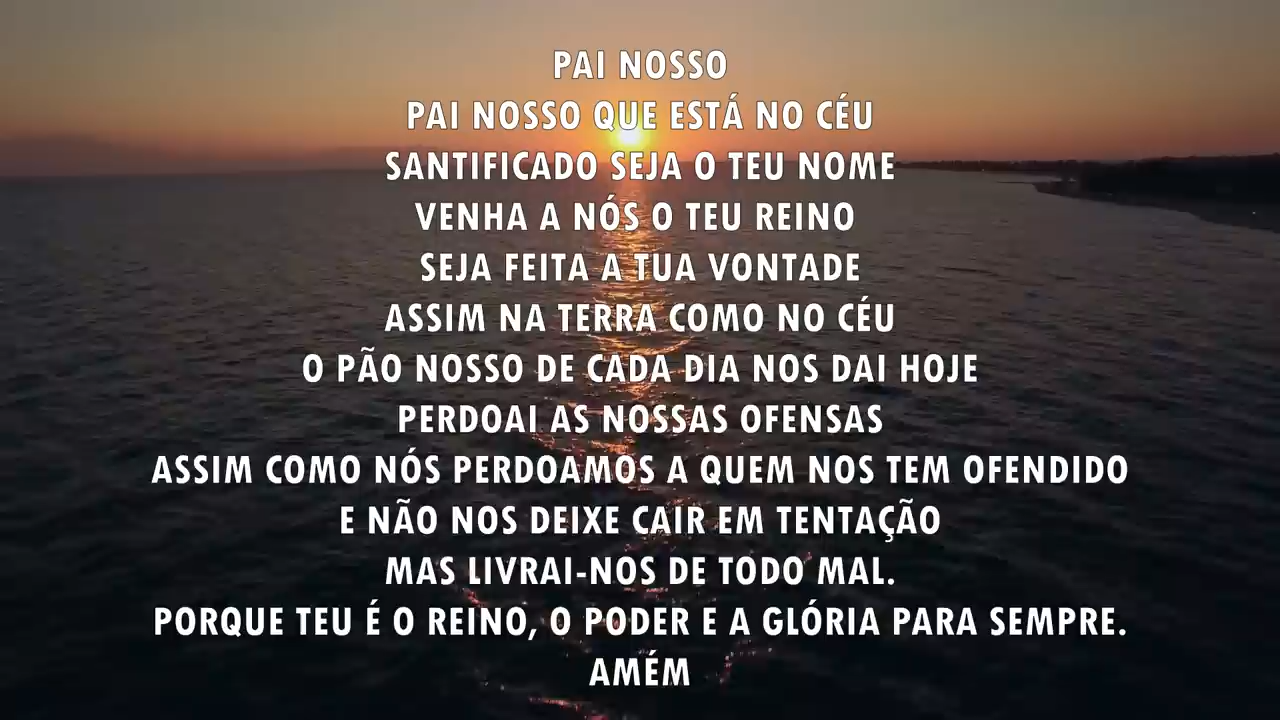 PAI NOSSO
PAI NOSSO QUE ESTÁ NO CÉU
SANTIFICADO SEJA O TEU NOME
VENHA A NÓS O TEU REINO
SEJA FEITA A TUA VONTADE
ASSIM NA TERRA COMO NO CÉU
O PÃO NOSSO DE CADA DIA NOS DAI HOJE
PERDOAI AS NOSSAS OFENSAS
ASSIM COMO NÓS PERDOAMOS A QUEM NOS TEM OFENDIDO
E NÃO NOS DEIXE CAIR EM TENTAÇÃO
MAS LIVRAI-NOS DE TODO MAL.
PORQUE TEU É O REINO, O PODER E A GLÓRIA PARA SEMPRE.
AMÉM